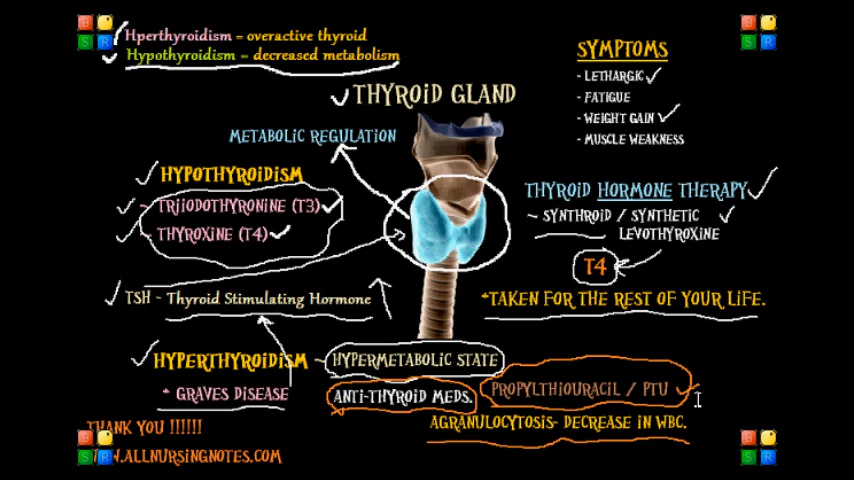 Hperthyroidism = overactive thyroid
Hypothyroidism = decreased metabolism
SYMPTOMS
- LETHARGIC
- FATIGUE
- WEIGHT GAIN
- MUSCLE WEAKNESS
THYROID GLAND
METABOLIC REGULATION
HYPOTHYROIDISM
- TRIIODOTHYRONINE (T3)
- THYROXINE (T4)
THYROID HORMONE THERAPY
~ SYNTHROID / SYNTHETIC
LEVOTHYROXINE
T4
*TAKEN FOR THE REST OF YOUR LIFE.
TSH - Thyroid Stimulating Hormone
HYPERTHYROIDISM ~ HYPERMETABOLIC STATE
* GRAVES DISEASE
ANTI-THYROID MEDS.
PROPYLTHIOURACIL / PTU
AGRANULOCYTOSIS- DECREASE IN WBC.
THANK YOU !!!!!!
.ALLNURSINGNOTES.COM
B
S R
B
S R
B
S R
B
S R